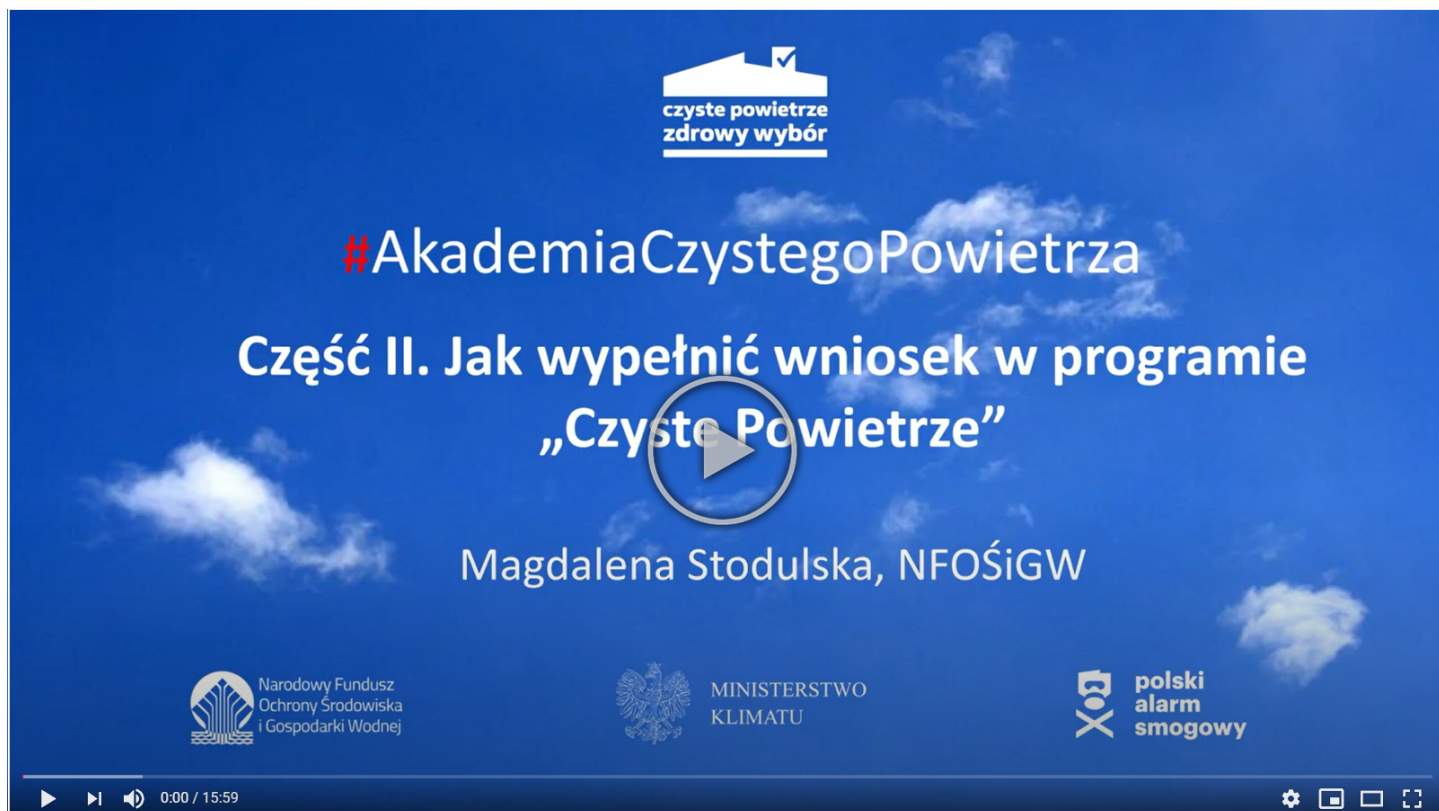 czyste powietrze
zdrowy wybór
#AkademiaCzystegoPowietrza
Część II. Jak wypełnić wniosek w programie
„Czyste Powietrze”
Magdalena Stodulska, NFOŚiGW
Narodowy Fundusz
Ochrony Środowiska
i Gospodarki Wodnej
MINISTERSTWO
KLIMATU
polski
alarm
smogowy
0:00 / 15:59